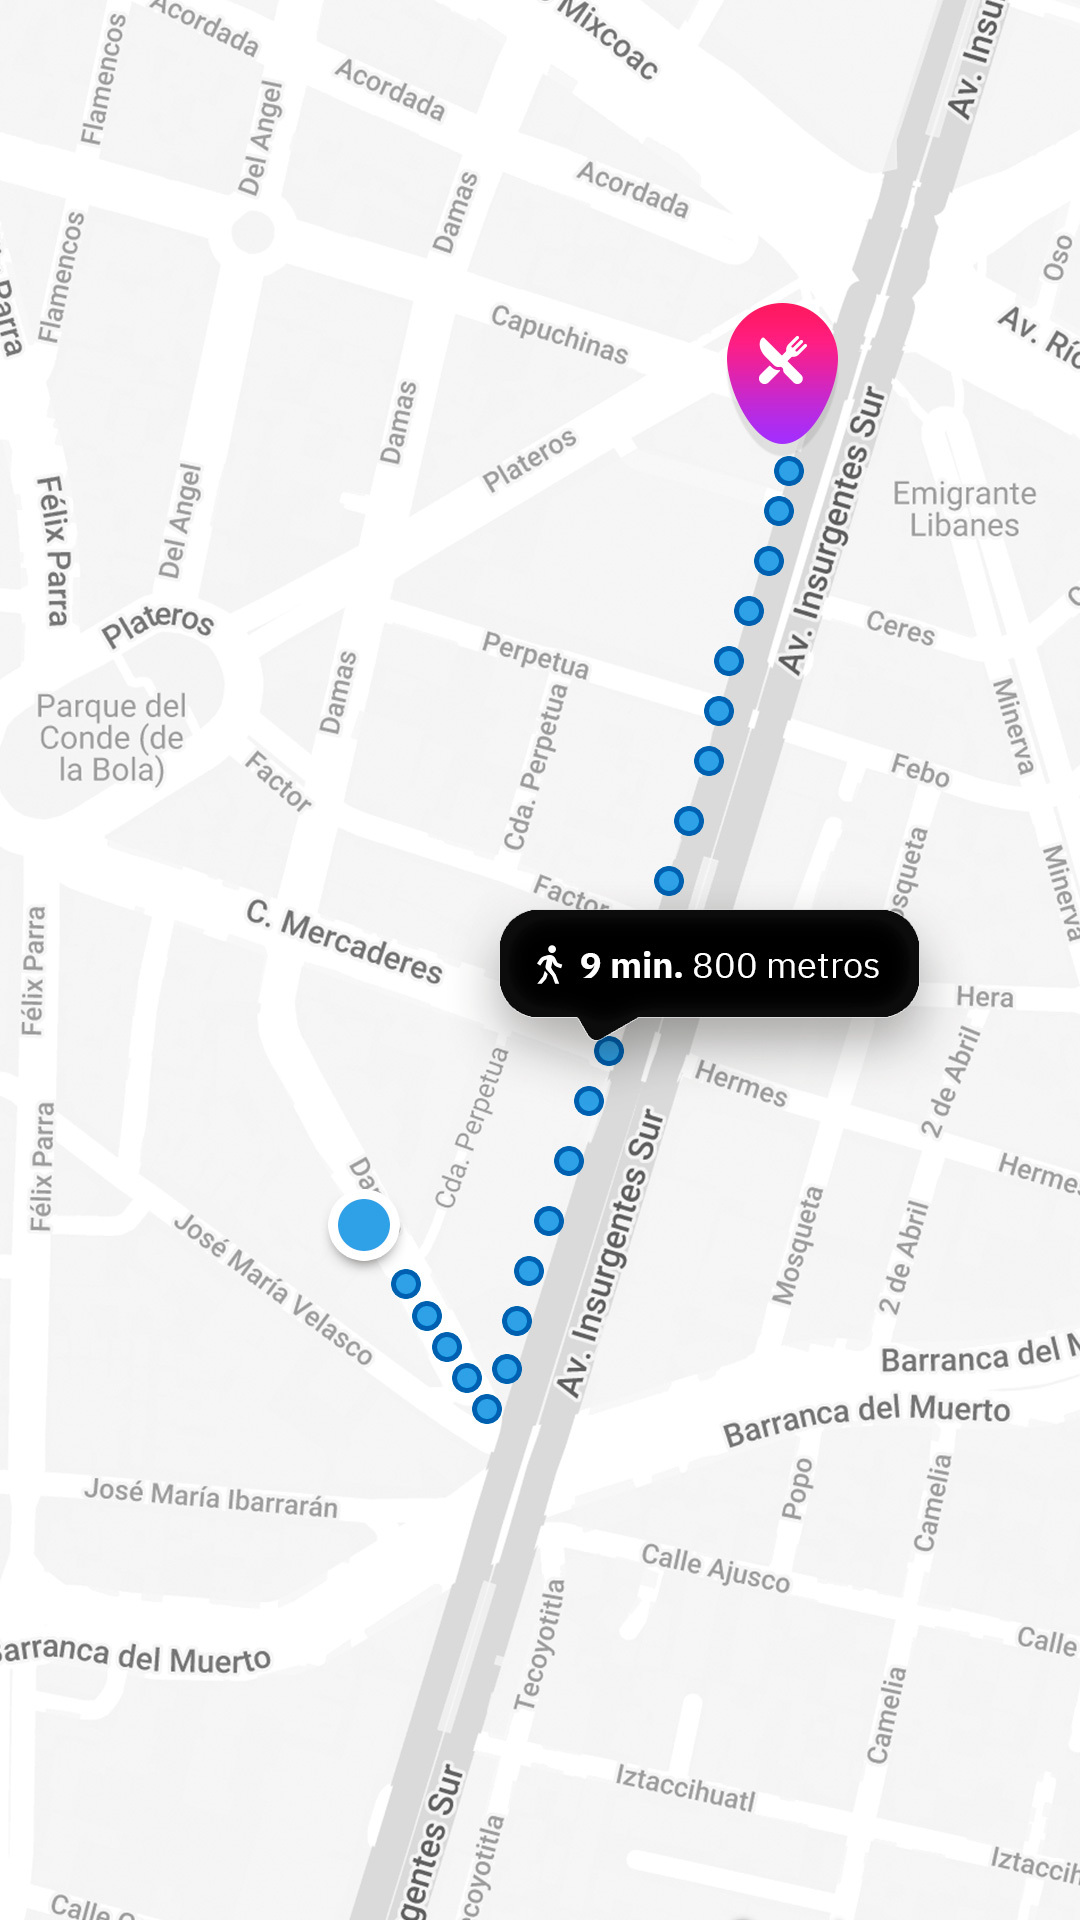 Acordada
Mixcoac
Av. Insu
Flamencos
Acordada
Del Angel
Acordada
Damas
Flamencos
Oso
Parra
Capuchinas
Av. Río
Damas
Plateros
Av. Insurgentes Sur
Emigrante
Libanes
Félix Parra
Del Angel
Plateros
Ceres
Perpetua
Damas
Parque del
Conde (de
la Bola)
Minerva
Cda. Perpetua
Factor
Febo
Minerva
Factor
C. Mercaderes
Félix Parra
9 min. 800 metros
Hera
Hermes
2 de Abril
Cda. Perpetua
Félix Parra
Hermes
José María Velasco
Av. Insurgentes Sur
Mosqueta
2 de Abril
Barranca del M
Barranca del Muerto
José María Ibarrarán
Popo
Camelia
Calle Ajusco
Tecoyotitla
Calle
arranca del Muerto
Camelia
Iztaccihuatl
gentes Sur
coyotitla
Iztaccih
Calle